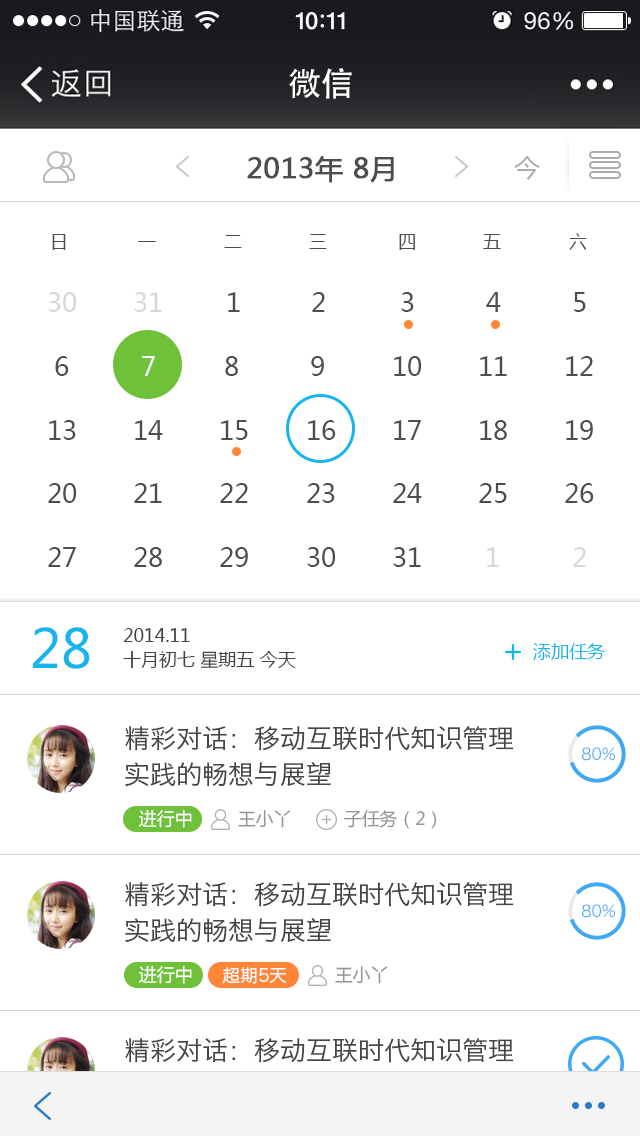 中国联通 10:11 96%
返回 微信
2013年 8月 今
日 一 二 三 四 五 六
30 31 1 2 3 4 5
6 7 8 9 10 11 12
13 14 15 16 17 18 19
20 21 22 23 24 25 26
27 28 29 30 31 1 2
28
2014.11
十月初七 星期五 今天
+ 添加任务
精彩对话：移动互联时代知识管理
实践的畅想与展望
80%
进行中 王小丫 子任务（2）
精彩对话：移动互联时代知识管理
实践的畅想与展望
80%
进行中 超期5天 王小丫
精彩对话：移动互联时代知识管理